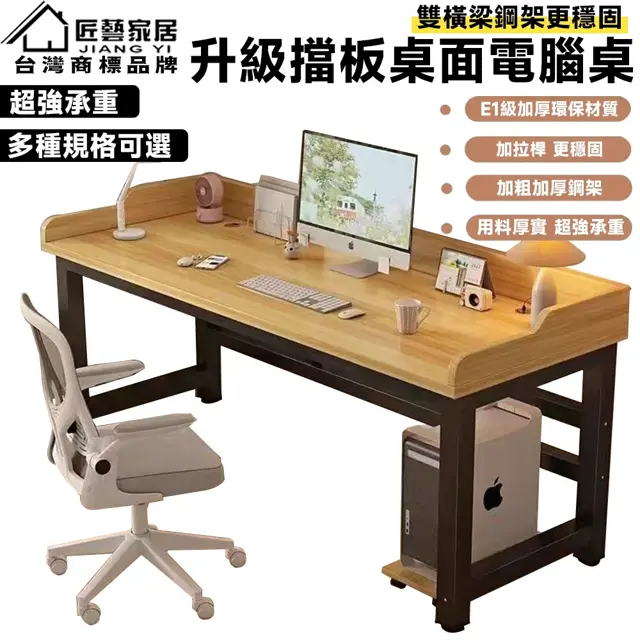 匠藝家居
JIANG YI
台灣商標品牌
雙橫梁鋼架更穩固
升級擋板桌面電腦桌
超強承重
多種規格可選
E1級加厚環保材質
加拉桿 更穩固
加粗加厚鋼架
用料厚實 超強承重